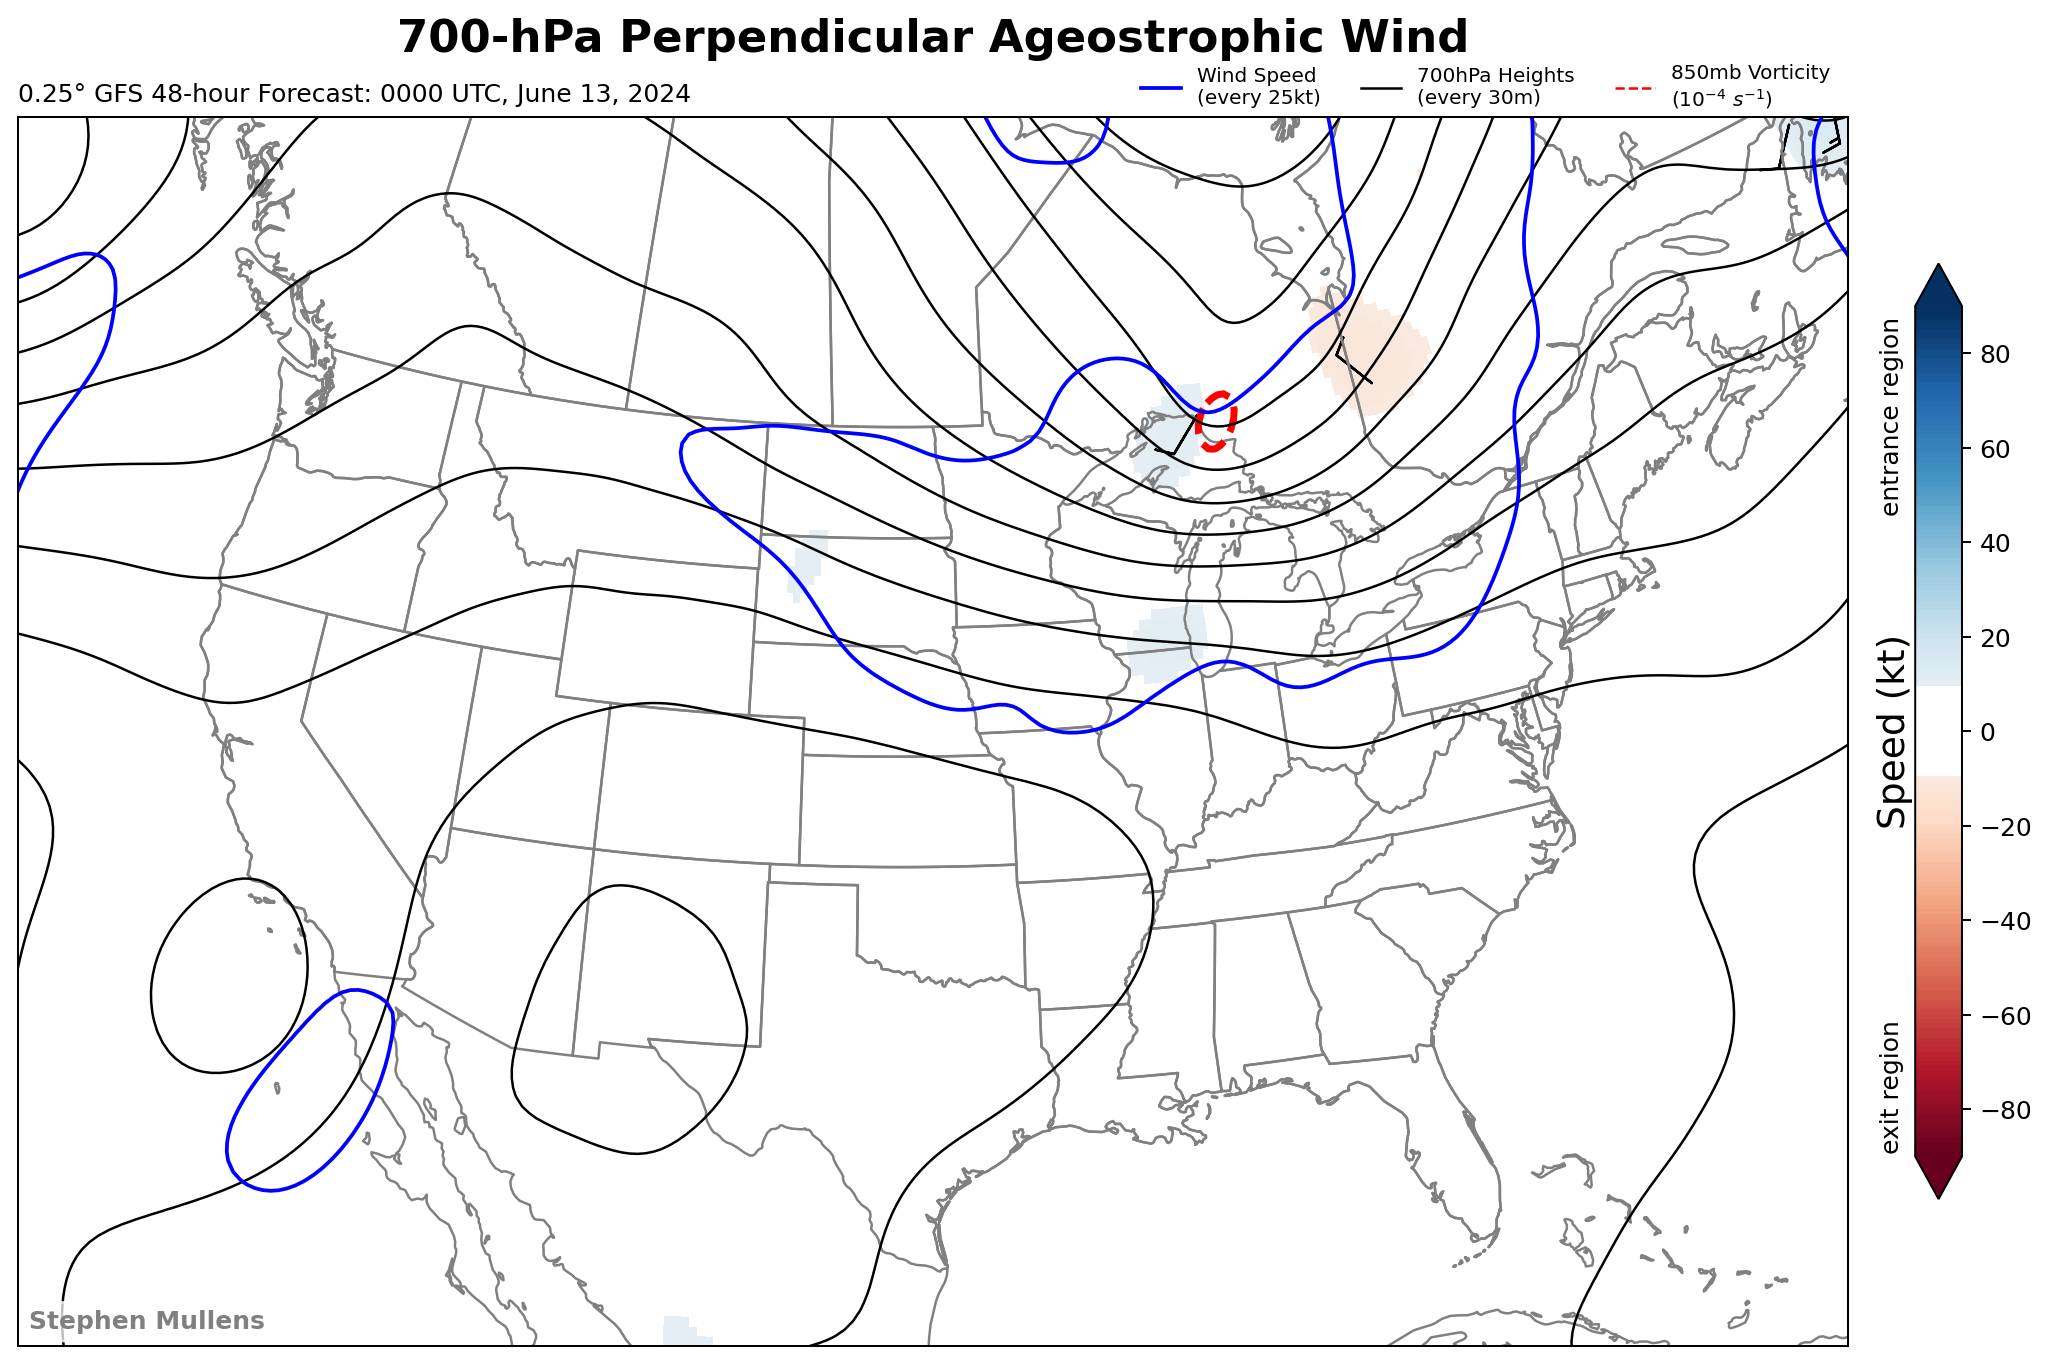 700-hPa Perpendicular Ageostrophic Wind
0.25° GFS 48-hour Forecast: 0000 UTC, June 13, 2024
Wind Speed
(every 25kt)
700hPa Heights
(every 30m)
850mb Vorticity
(10⁻⁴ s⁻¹)
entrance region
Speed (kt)
exit region
80
60
40
20
0
−20
−40
−60
−80
Stephen Mullens